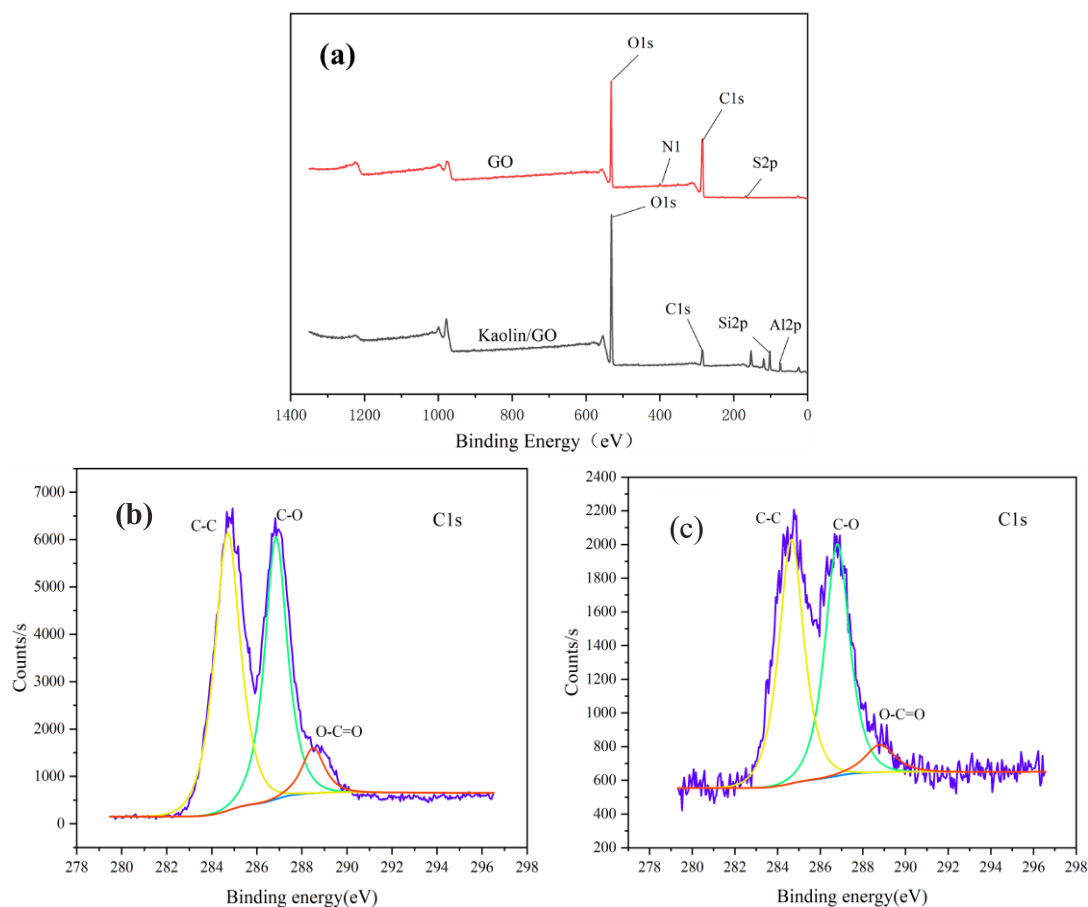 (a)
O1s
C1s
N1
S2p
GO
O1s
C1s
Si2p
Al2p
Kaolin/GO
1400 1200 1000 800 600 400 200 0
Binding Energy（eV）
(b)
C-C
C-O
O-C=O
C1s
7000
6000
5000
4000
3000
2000
1000
0
Counts/s
278 280 282 284 286 288 290 292 294 296 298
Binding energy(eV)
(c)
C-C
C-O
O-C=O
C1s
2400
2200
2000
1800
1600
1400
1200
1000
800
600
400
200
Counts/s
278 280 282 284 286 288 290 292 294 296 298
Binding energy(eV)